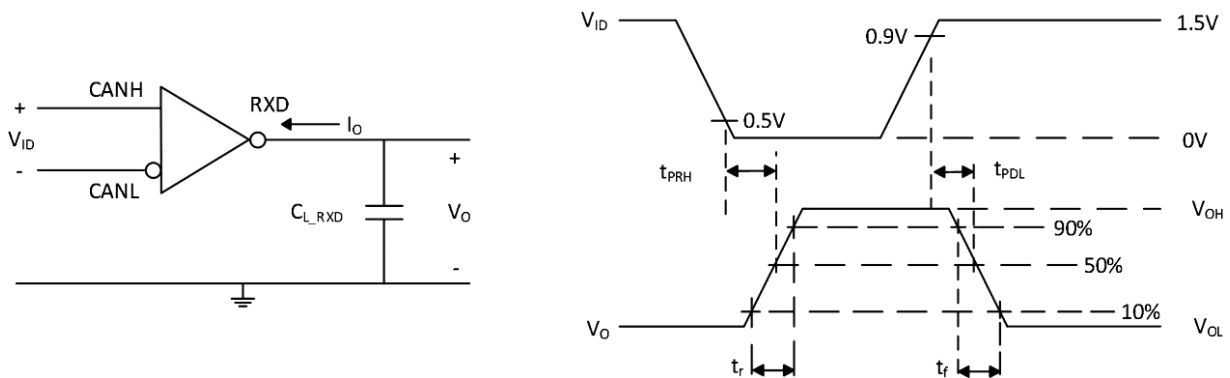 CANH
RXD
+
V_ID
-
I_O
CANL
C_L_RXD
+
V_O
-
V_ID
0.9V
1.5V
0.5V
0V
t_PRH
t_PDL
V_OH
90%
50%
10%
V_O
V_OL
t_r
t_f